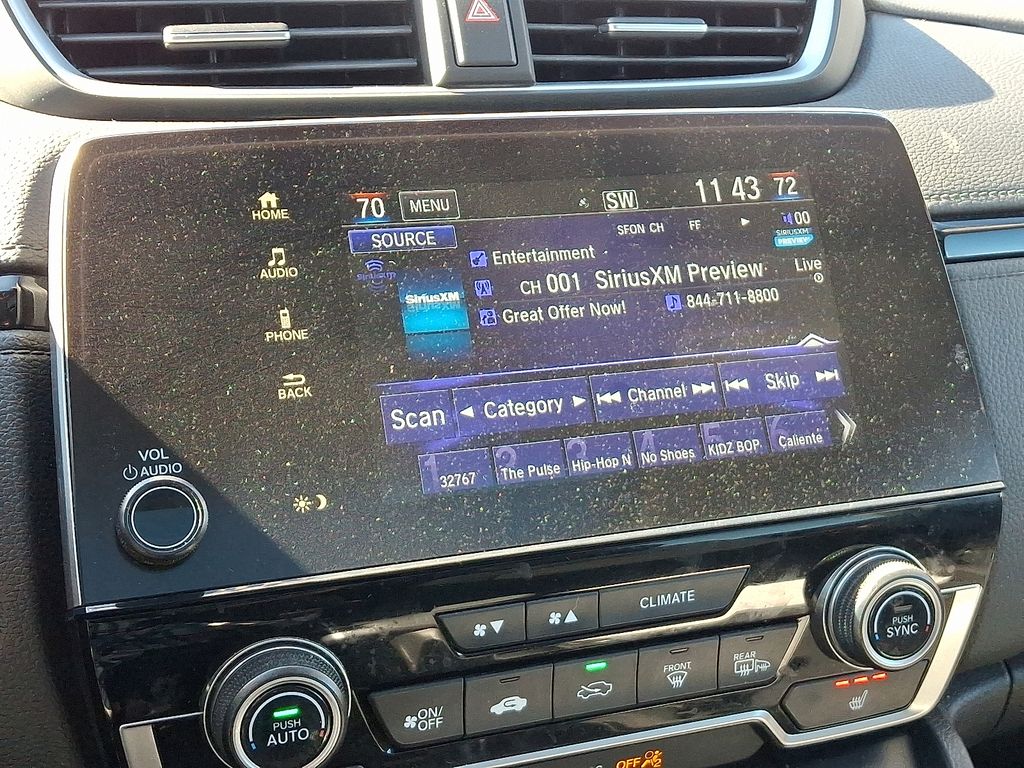 HOME
AUDIO
PHONE
BACK
70 MENU SW 11 43 72
SOURCE SFON CH FF 00
SiriusXM SIRIUSXM PREVIEW
Entertainment
CH 001 SiriusXM Preview Live
SiriusXM
Great Offer Now! 844-711-8800
Scan Category Channel Skip
1 32767 2 The Pulse 3 Hip-Hop N 4 No Shoes 5 KIDZ BOP 6 Caliente
VOL
AUDIO
CLIMATE
PUSH
SYNC
ON/
OFF
FRONT
REAR
PUSH
AUTO
OFF 2